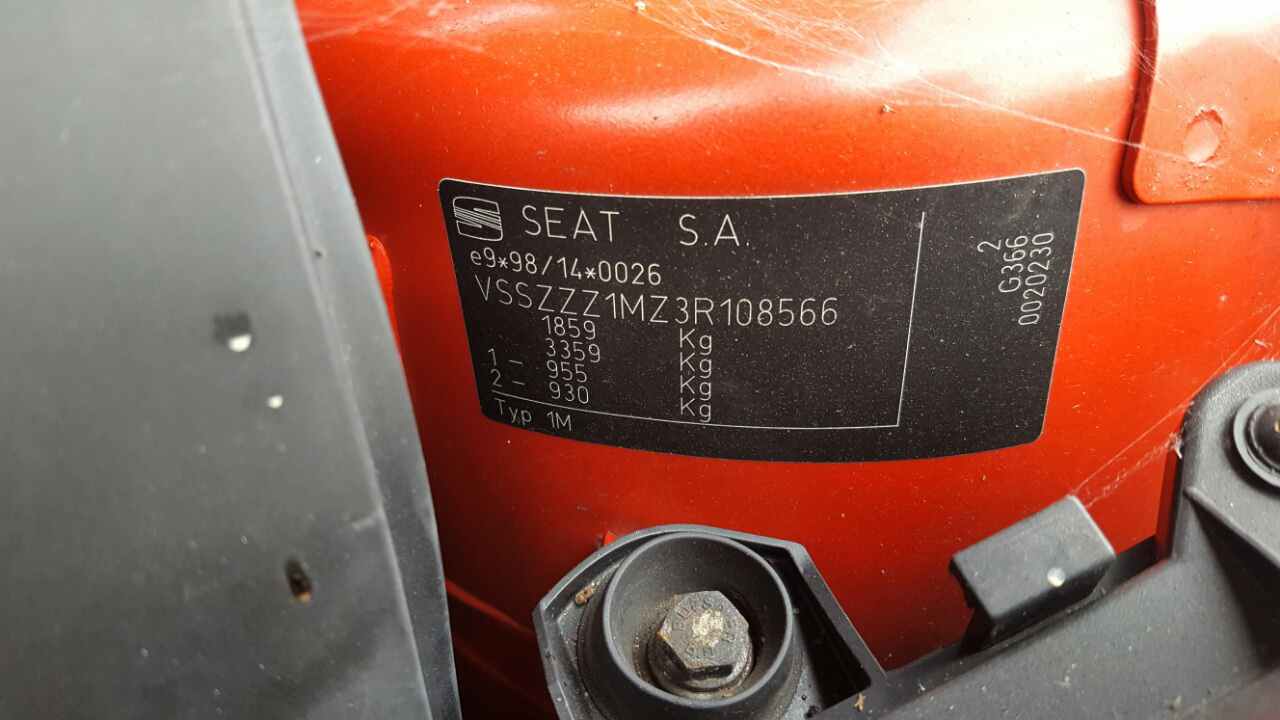 SEAT S.A.
e9*98/14*0026
VSSZZZ1MZ3R108566
1859 Kg
3359 Kg
1 - 955 Kg
2 - 930 Kg
Typ 1M
2
G366
0020230